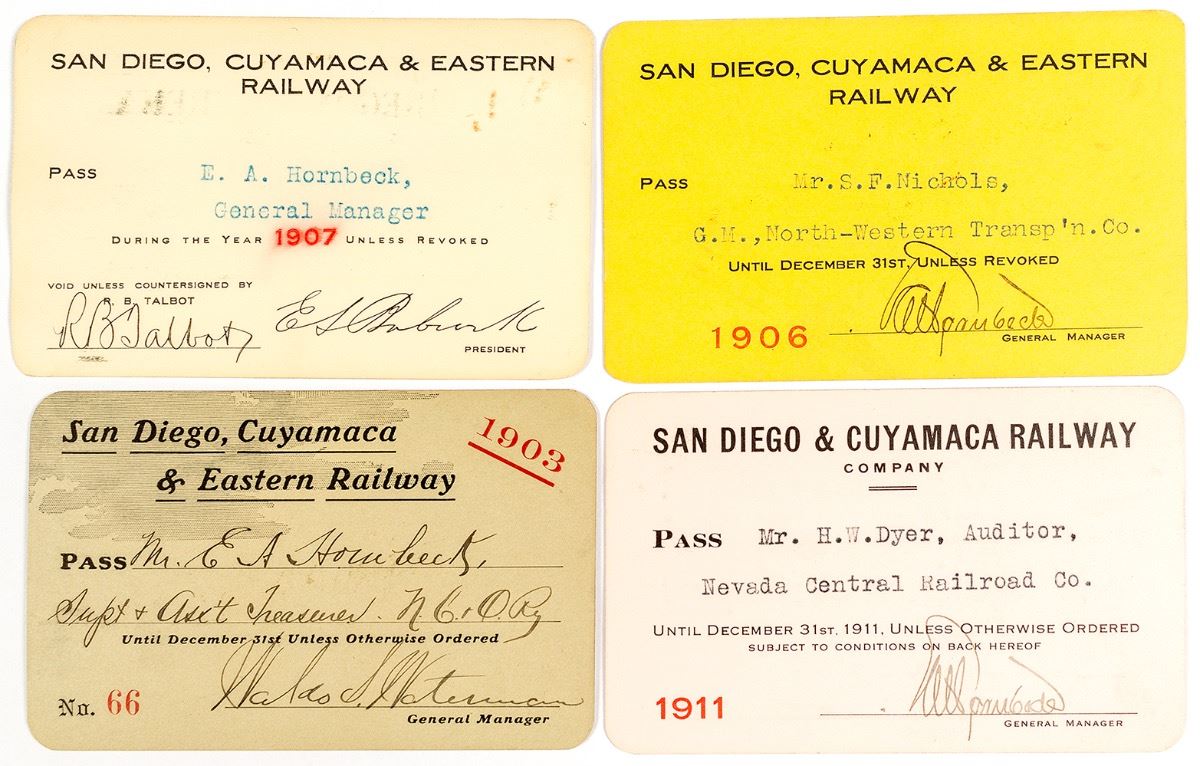 SAN DIEGO, CUYAMACA & EASTERN
RAILWAY
PASS E. A. Hornbeck,
General Manager
DURING THE YEAR 1907 UNLESS REVOKED
VOID UNLESS COUNTERSIGNED BY
R. B. TALBOT
R B Talbot
E S Babcock
PRESIDENT
SAN DIEGO, CUYAMACA & EASTERN
RAILWAY
PASS Mr.S.F.Nichols,
G.M.,North-Western Transp'n.Co.
UNTIL DECEMBER 31ST, UNLESS REVOKED
1906
GENERAL MANAGER
San Diego, Cuyamaca
& Eastern Railway
1903
PASS Mr. E A Hornbeck,
Supt & Ass't Treasurer. N. C. & O. Ry
Until December 31st Unless Otherwise Ordered
No. 66 Waldo S. Waterman
General Manager
SAN DIEGO & CUYAMACA RAILWAY
COMPANY
PASS Mr. H.W.Dyer, Auditor,
Nevada Central Railroad Co.
UNTIL DECEMBER 31ST, 1911, UNLESS OTHERWISE ORDERED
SUBJECT TO CONDITIONS ON BACK HEREOF
1911
GENERAL MANAGER